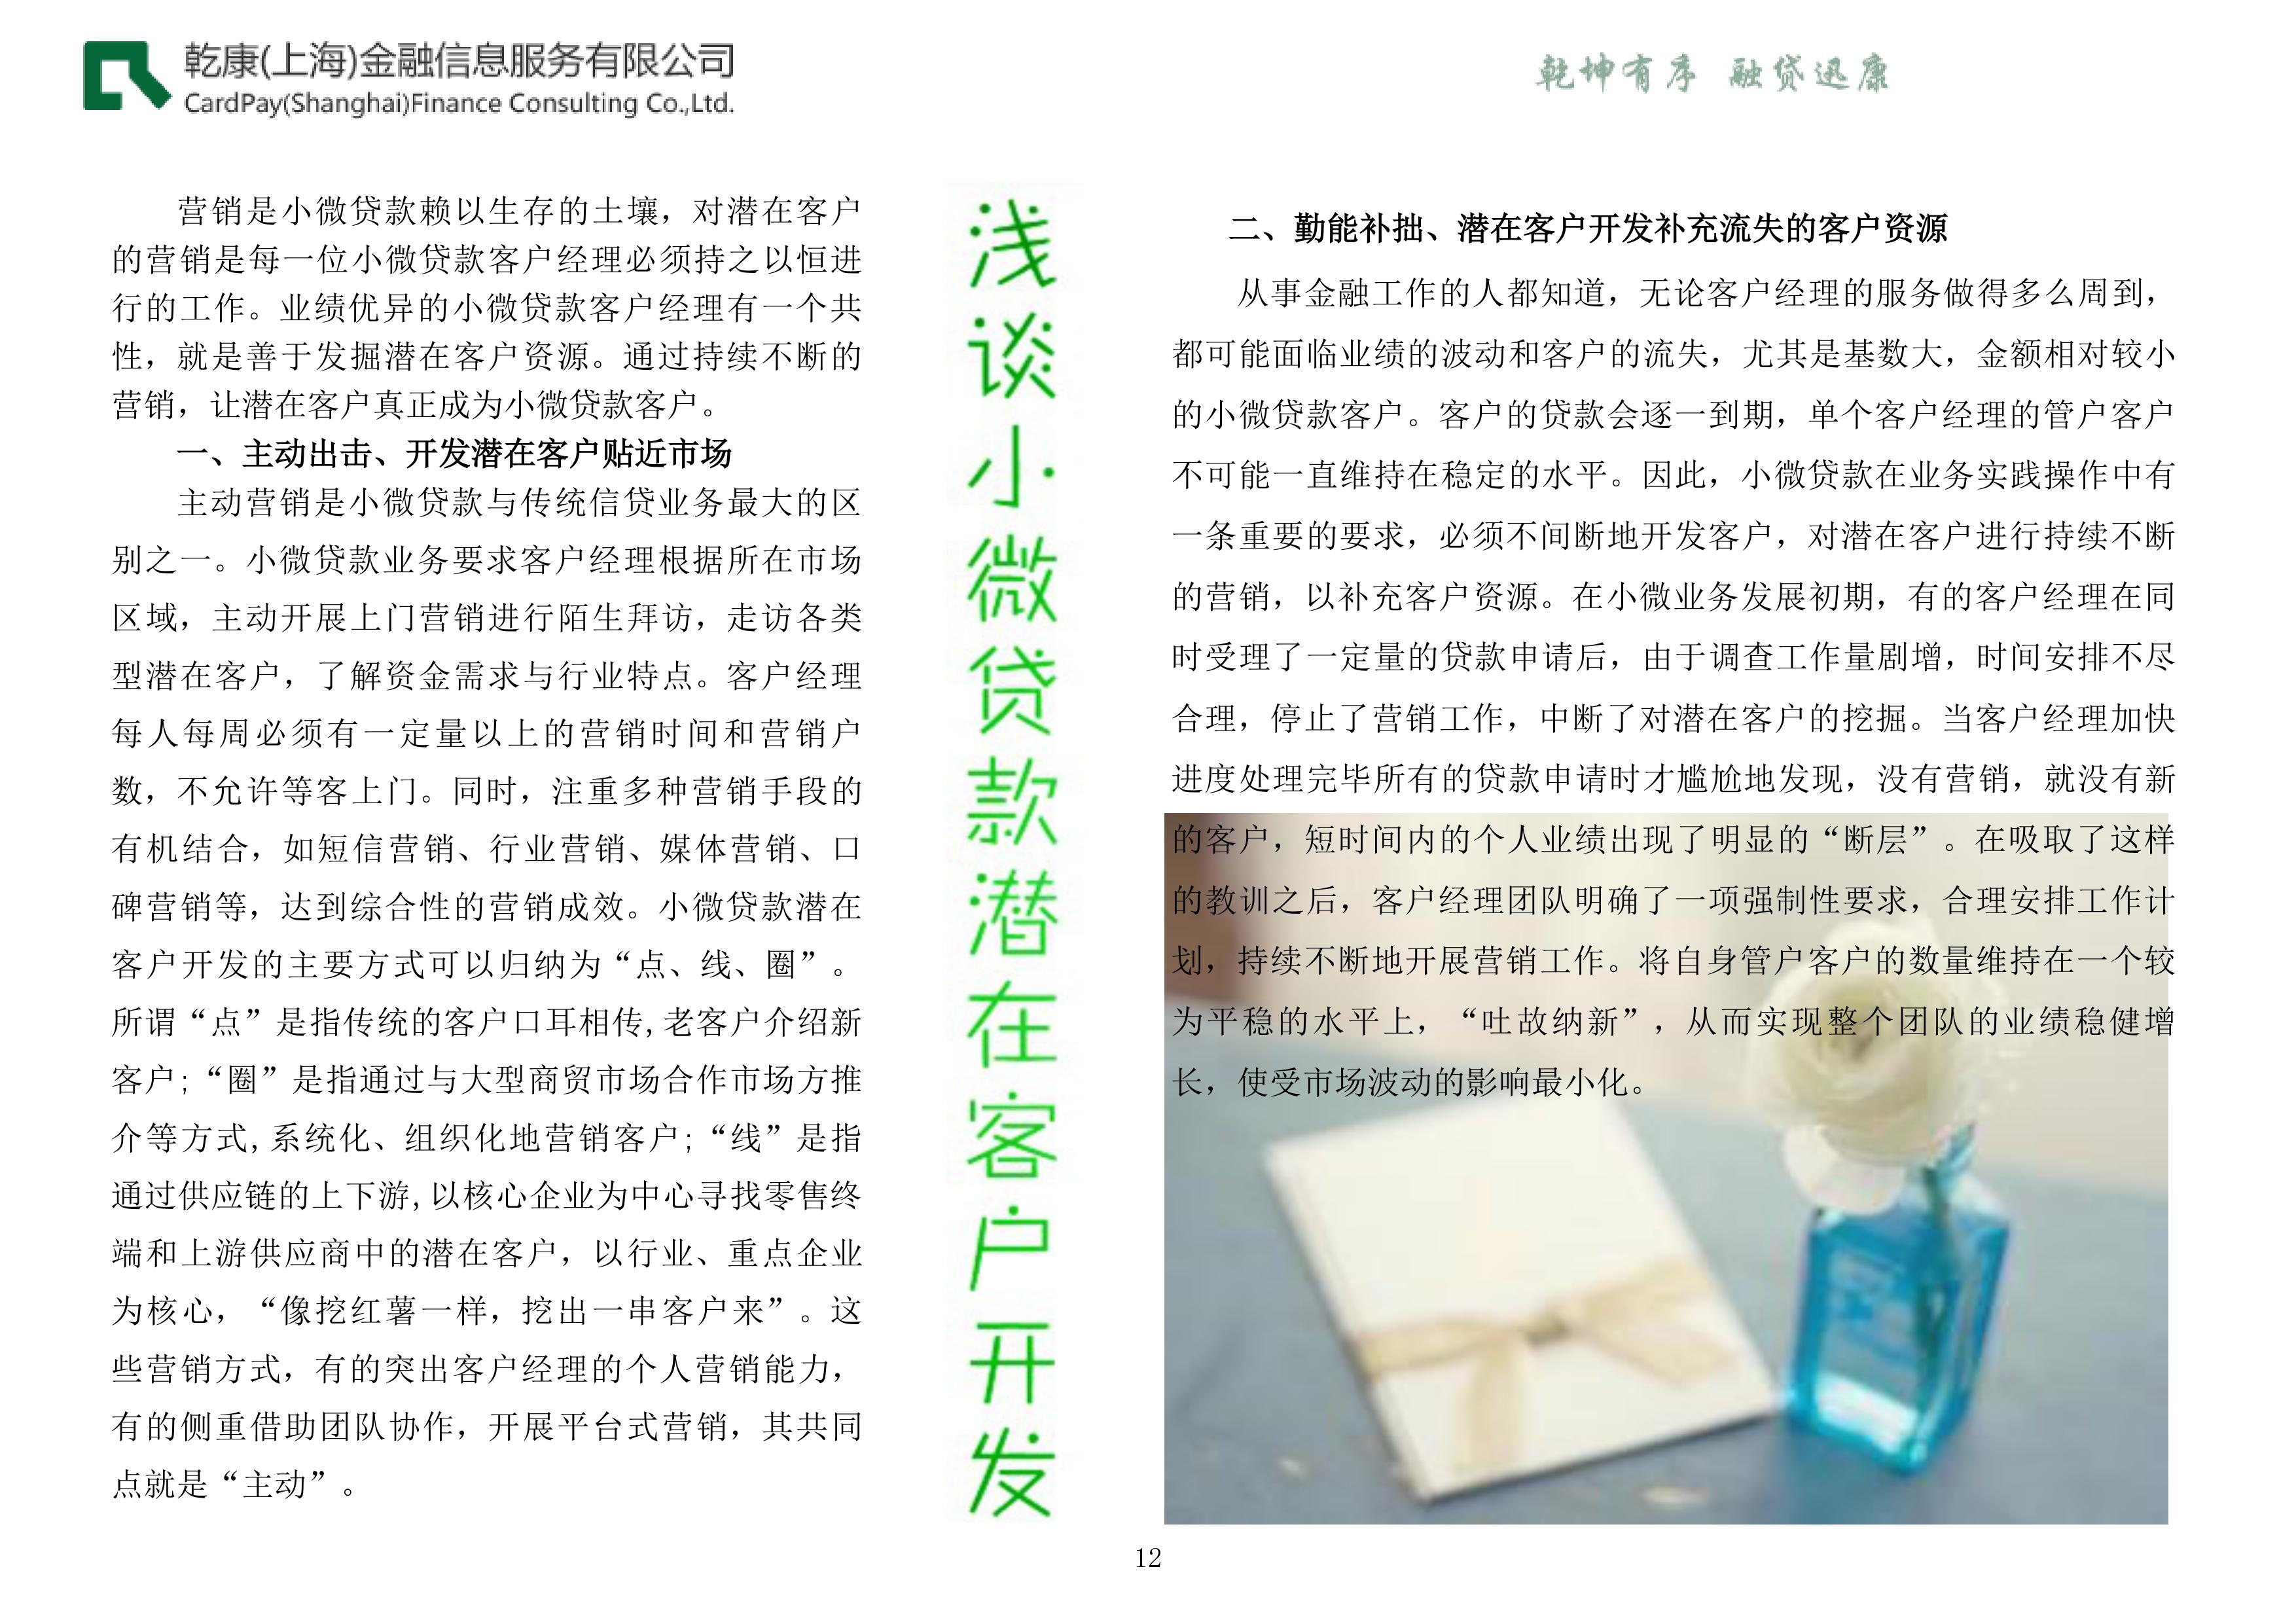 乾康(上海)金融信息服务有限公司
CardPay(Shanghai)Finance Consulting Co.,Ltd.
乾坤有序 融贷迅康
营销是小微贷款赖以生存的土壤，对潜在客户
的营销是每一位小微贷款客户经理必须持之以恒进
行的工作。业绩优异的小微贷款客户经理有一个共
性，就是善于发掘潜在客户资源。通过持续不断的
营销，让潜在客户真正成为小微贷款客户。
一、主动出击、开发潜在客户贴近市场
主动营销是小微贷款与传统信贷业务最大的区
别之一。小微贷款业务要求客户经理根据所在市场
区域，主动开展上门营销进行陌生拜访，走访各类
型潜在客户，了解资金需求与行业特点。客户经理
每人每周必须有一定量以上的营销时间和营销户
数，不允许等客上门。同时，注重多种营销手段的
有机结合，如短信营销、行业营销、媒体营销、口
碑营销等，达到综合性的营销成效。小微贷款潜在
客户开发的主要方式可以归纳为“点、线、圈”。
所谓“点”是指传统的客户口耳相传,老客户介绍新
客户;“圈”是指通过与大型商贸市场合作市场方推
介等方式,系统化、组织化地营销客户;“线”是指
通过供应链的上下游,以核心企业为中心寻找零售终
端和上游供应商中的潜在客户，以行业、重点企业
为核心，“像挖红薯一样，挖出一串客户来”。这
些营销方式，有的突出客户经理的个人营销能力，
有的侧重借助团队协作，开展平台式营销，其共同
点就是“主动”。
浅谈小微贷款潜在客户开发
二、勤能补拙、潜在客户开发补充流失的客户资源
从事金融工作的人都知道，无论客户经理的服务做得多么周到，
都可能面临业绩的波动和客户的流失，尤其是基数大，金额相对较小
的小微贷款客户。客户的贷款会逐一到期，单个客户经理的管户客户
不可能一直维持在稳定的水平。因此，小微贷款在业务实践操作中有
一条重要的要求，必须不间断地开发客户，对潜在客户进行持续不断
的营销，以补充客户资源。在小微业务发展初期，有的客户经理在同
时受理了一定量的贷款申请后，由于调查工作量剧增，时间安排不尽
合理，停止了营销工作，中断了对潜在客户的挖掘。当客户经理加快
进度处理完毕所有的贷款申请时才尴尬地发现，没有营销，就没有新
的客户，短时间内的个人业绩出现了明显的“断层”。在吸取了这样
的教训之后，客户经理团队明确了一项强制性要求，合理安排工作计
划，持续不断地开展营销工作。将自身管户客户的数量维持在一个较
为平稳的水平上，“吐故纳新”，从而实现整个团队的业绩稳健增
长，使受市场波动的影响最小化。
12